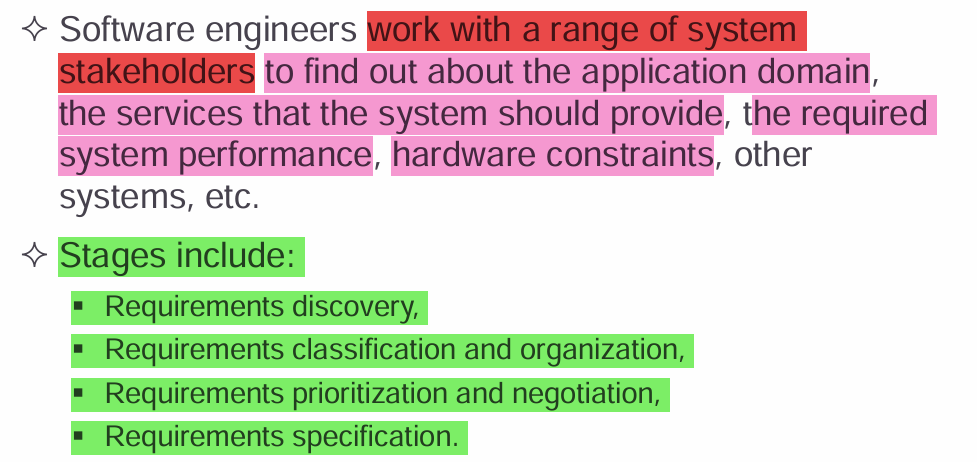 ✧ Software engineers work with a range of system
stakeholders to find out about the application domain,
the services that the system should provide, the required
system performance, hardware constraints, other
systems, etc.
✧ Stages include:
▪ Requirements discovery,
▪ Requirements classification and organization,
▪ Requirements prioritization and negotiation,
▪ Requirements specification.